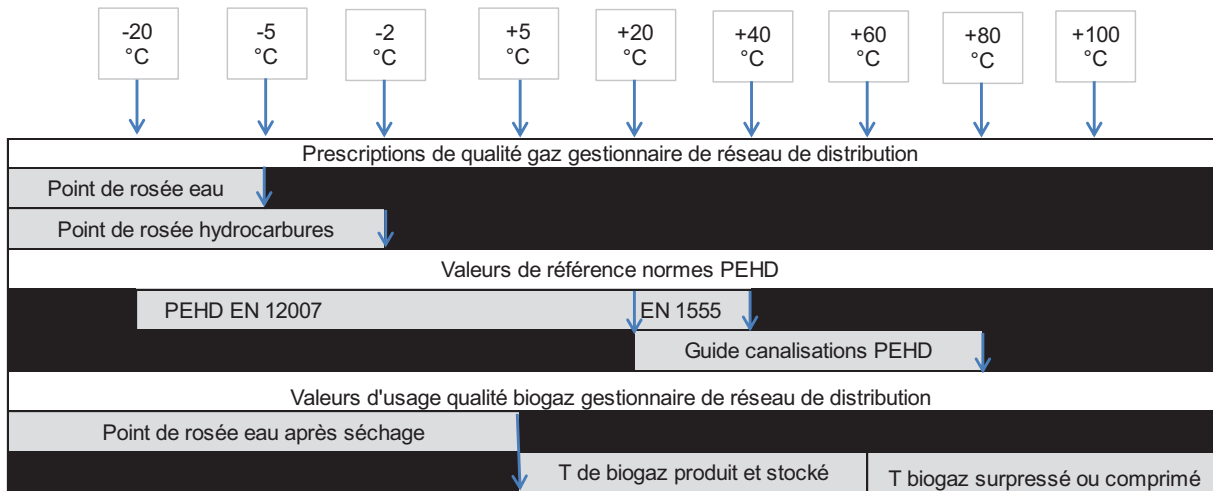 -20 °C
-5 °C
-2 °C
+5 °C
+20 °C
+40 °C
+60 °C
+80 °C
+100 °C
Prescriptions de qualité gaz gestionnaire de réseau de distribution
Point de rosée eau
Point de rosée hydrocarbures
Valeurs de référence normes PEHD
PEHD EN 12007
EN 1555
Guide canalisations PEHD
Valeurs d'usage qualité biogaz gestionnaire de réseau de distribution
Point de rosée eau après séchage
T de biogaz produit et stocké
T biogaz surpressé ou comprimé